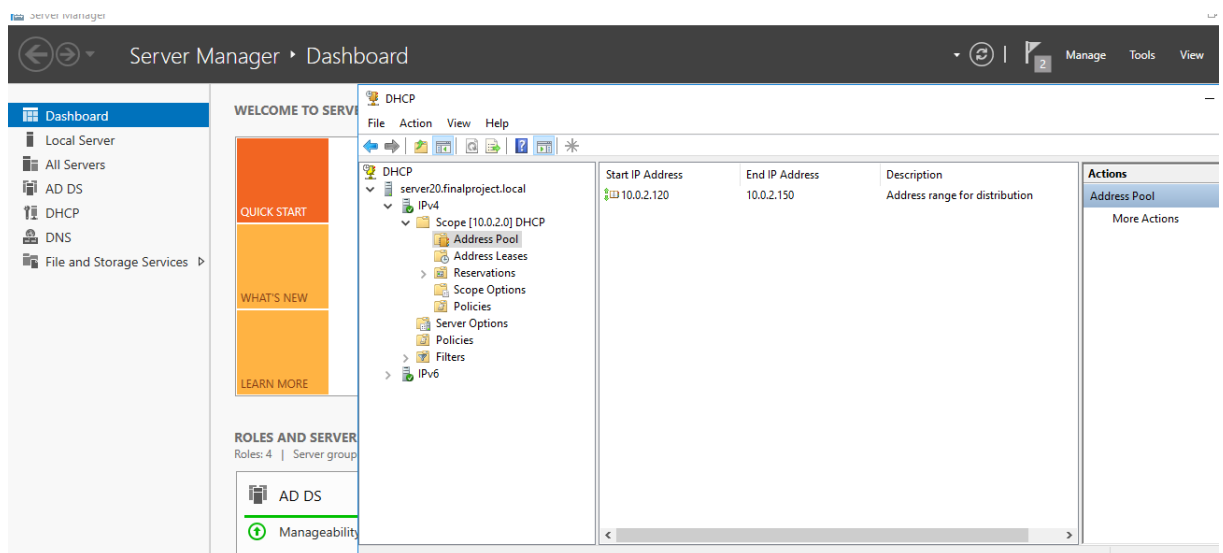 Server Manager
Server Manager ‣ Dashboard
2
Manage Tools View
Dashboard
Local Server
All Servers
AD DS
DHCP
DNS
File and Storage Services
WELCOME TO SERVE
QUICK START
WHAT'S NEW
LEARN MORE
ROLES AND SERVER
Roles: 4 | Server group
AD DS
Manageability
DHCP
File Action View Help
DHCP
server20.finalproject.local
IPv4
Scope [10.0.2.0] DHCP
Address Pool
Address Leases
Reservations
Scope Options
Policies
Server Options
Policies
Filters
IPv6
Start IP Address End IP Address Description
10.0.2.120 10.0.2.150 Address range for distribution
Actions
Address Pool
More Actions